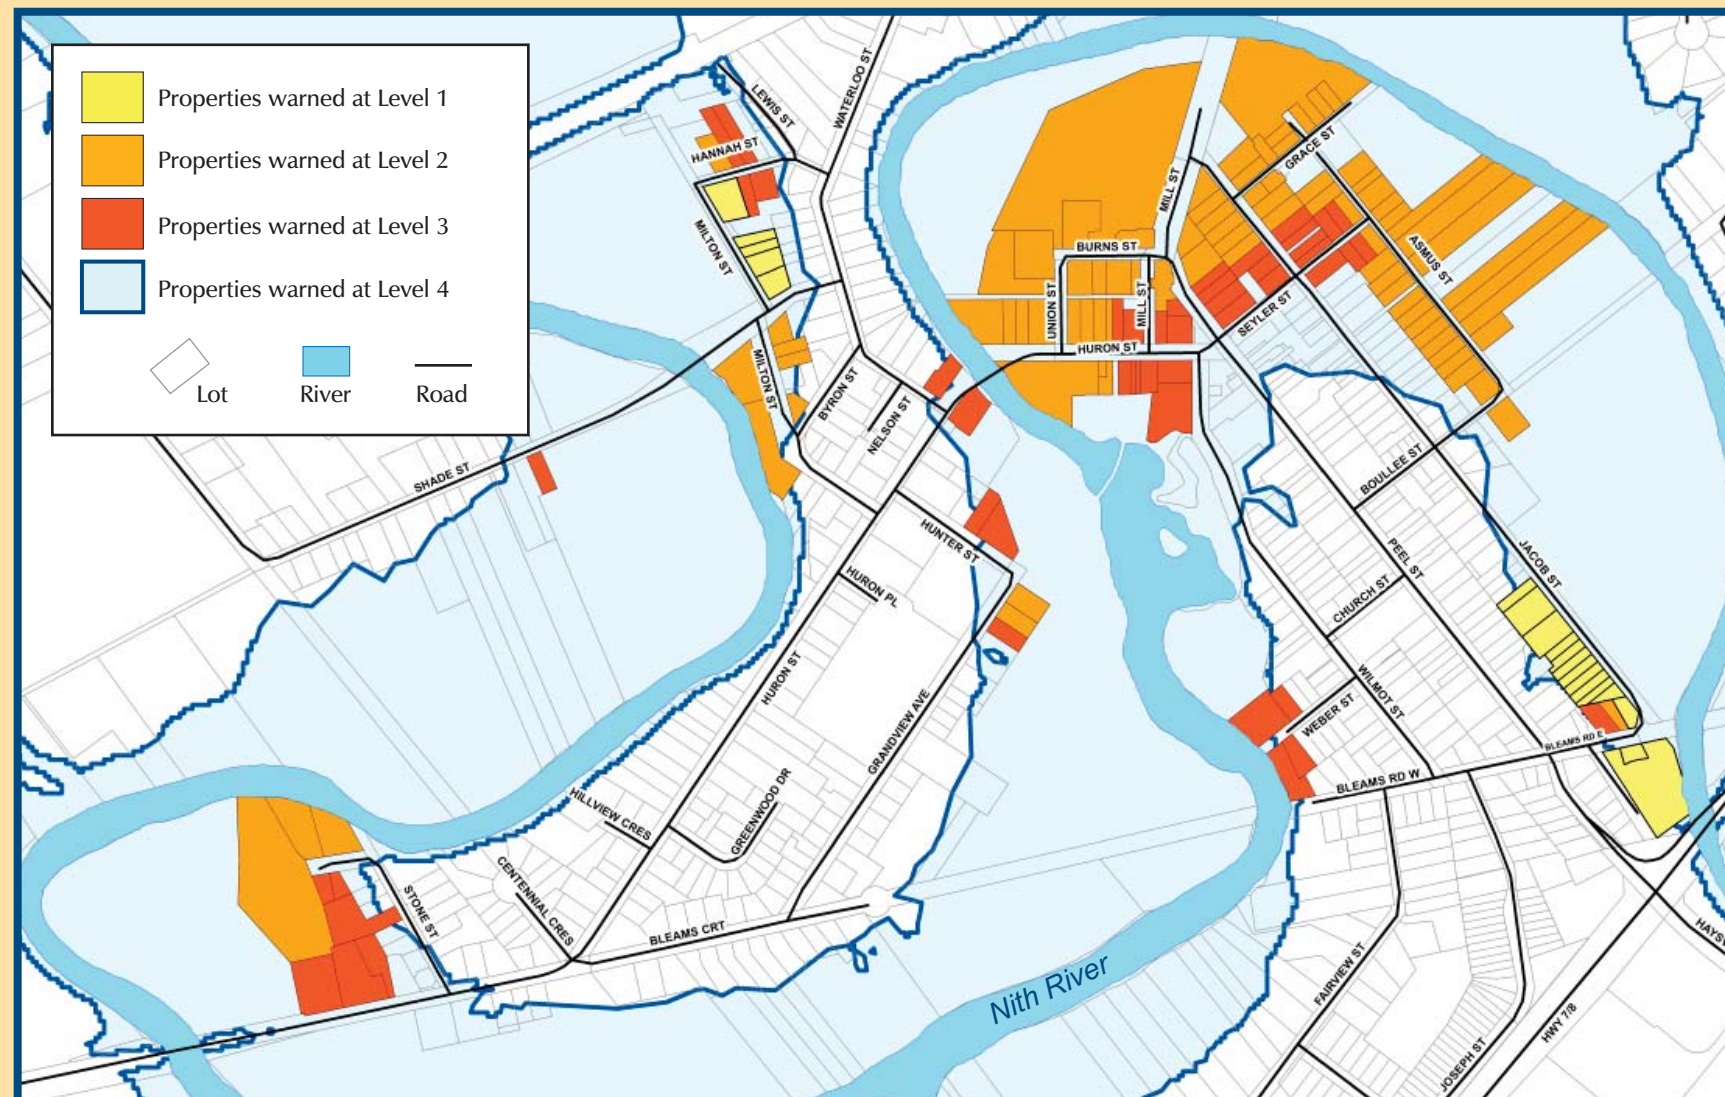 Properties warned at Level 1
Properties warned at Level 2
Properties warned at Level 3
Properties warned at Level 4
Lot
River
Road
LEWIS ST
WATERLOO ST
HANNAH ST
MILTON ST
MILTON ST
BYRON ST
NELSON ST
SHADE ST
MILL ST
BURNS ST
UNION ST
MILL ST
HURON ST
GRACE ST
ASMUS ST
SEYLER ST
BOULLEE ST
JACOB ST
PEEL ST
CHURCH ST
WILMOT ST
WEBER ST
BLEAMS RD E
BLEAMS RD W
HUNTER ST
HURON PL
HURON ST
GRANDVIEW AVE
GREENWOOD DR
HILLVIEW CRES
CENTENNIAL CRES
STONE ST
BLEAMS CRT
Nith River
FAIRVIEW ST
JOSEPH ST
HWY 7/8